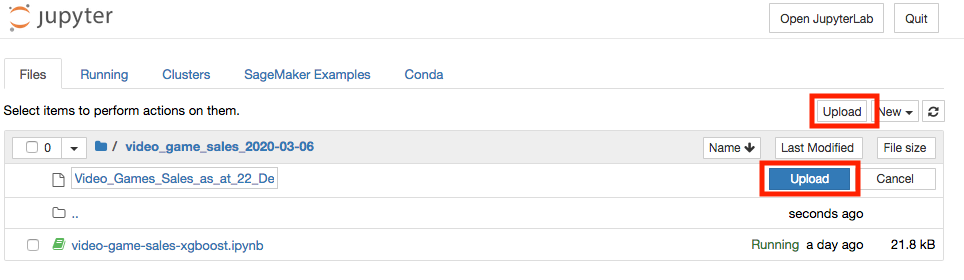 jupyter
Open JupyterLab Quit
Files Running Clusters SageMaker Examples Conda
Select items to perform actions on them. Upload New
0 / video_game_sales_2020-03-06 Name Last Modified File size
Video_Games_Sales_as_at_22_De Upload Cancel
.. seconds ago
video-game-sales-xgboost.ipynb Running a day ago 21.8 kB